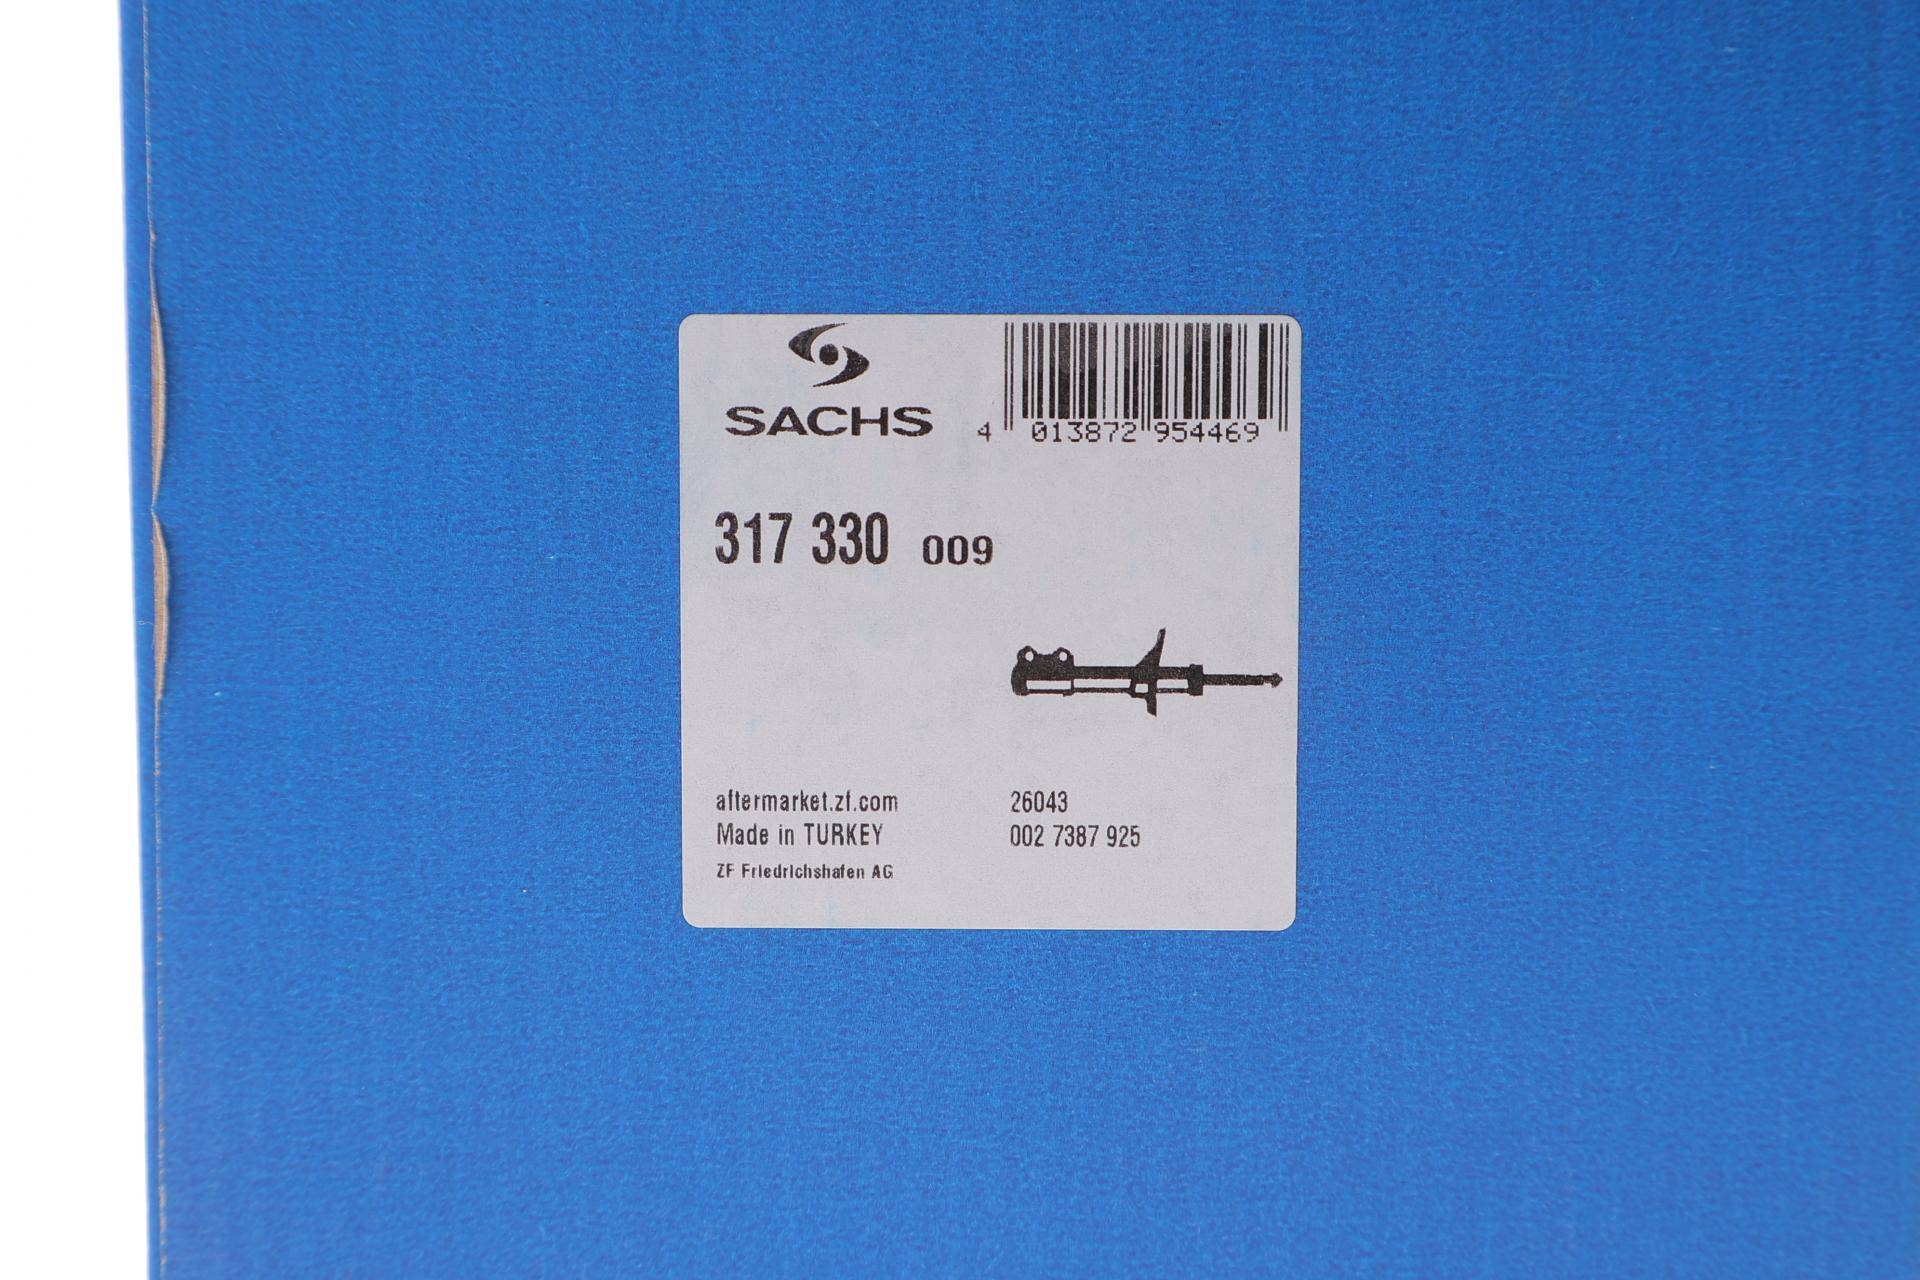 SACHS
4 013872 954469
317 330 009
aftermarket.zf.com
Made in TURKEY
ZF Friedrichshafen AG
26043
002 7387 925